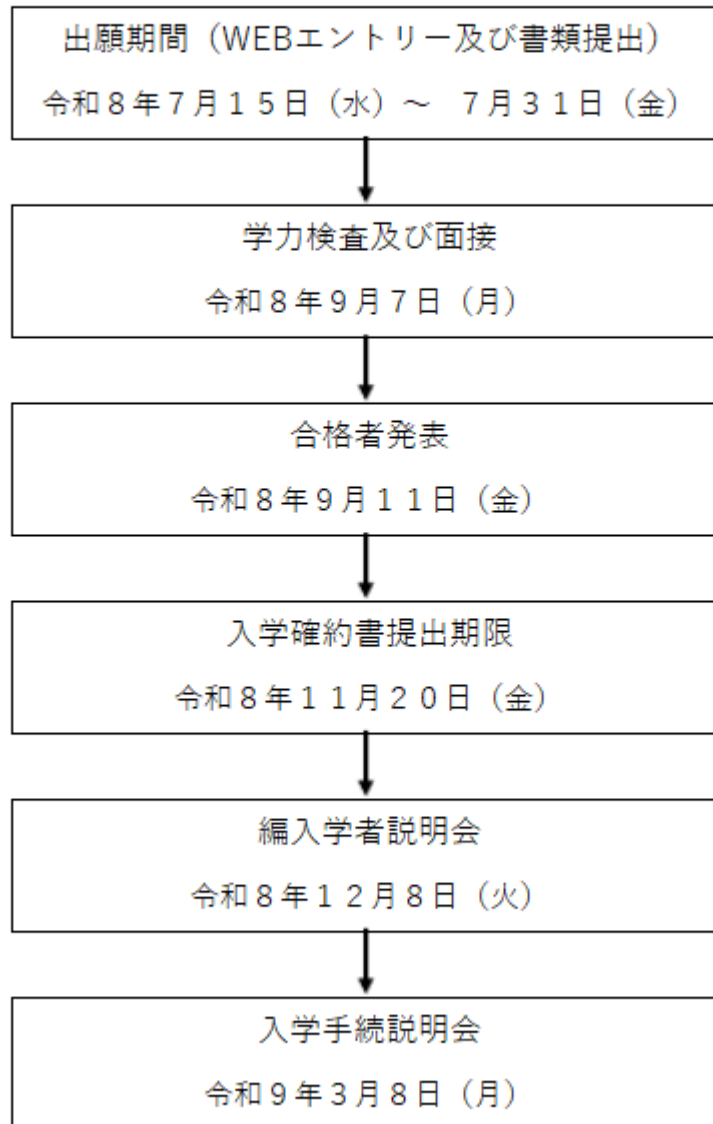 出願期間（WEBエントリー及び書類提出）
令和８年７月１５日（水）～　７月３１日（金）
学力検査及び面接
令和８年９月７日（月）
合格者発表
令和８年９月１１日（金）
入学確約書提出期限
令和８年１１月２０日（金）
編入学者説明会
令和８年１２月８日（火）
入学手続説明会
令和９年３月８日（月）